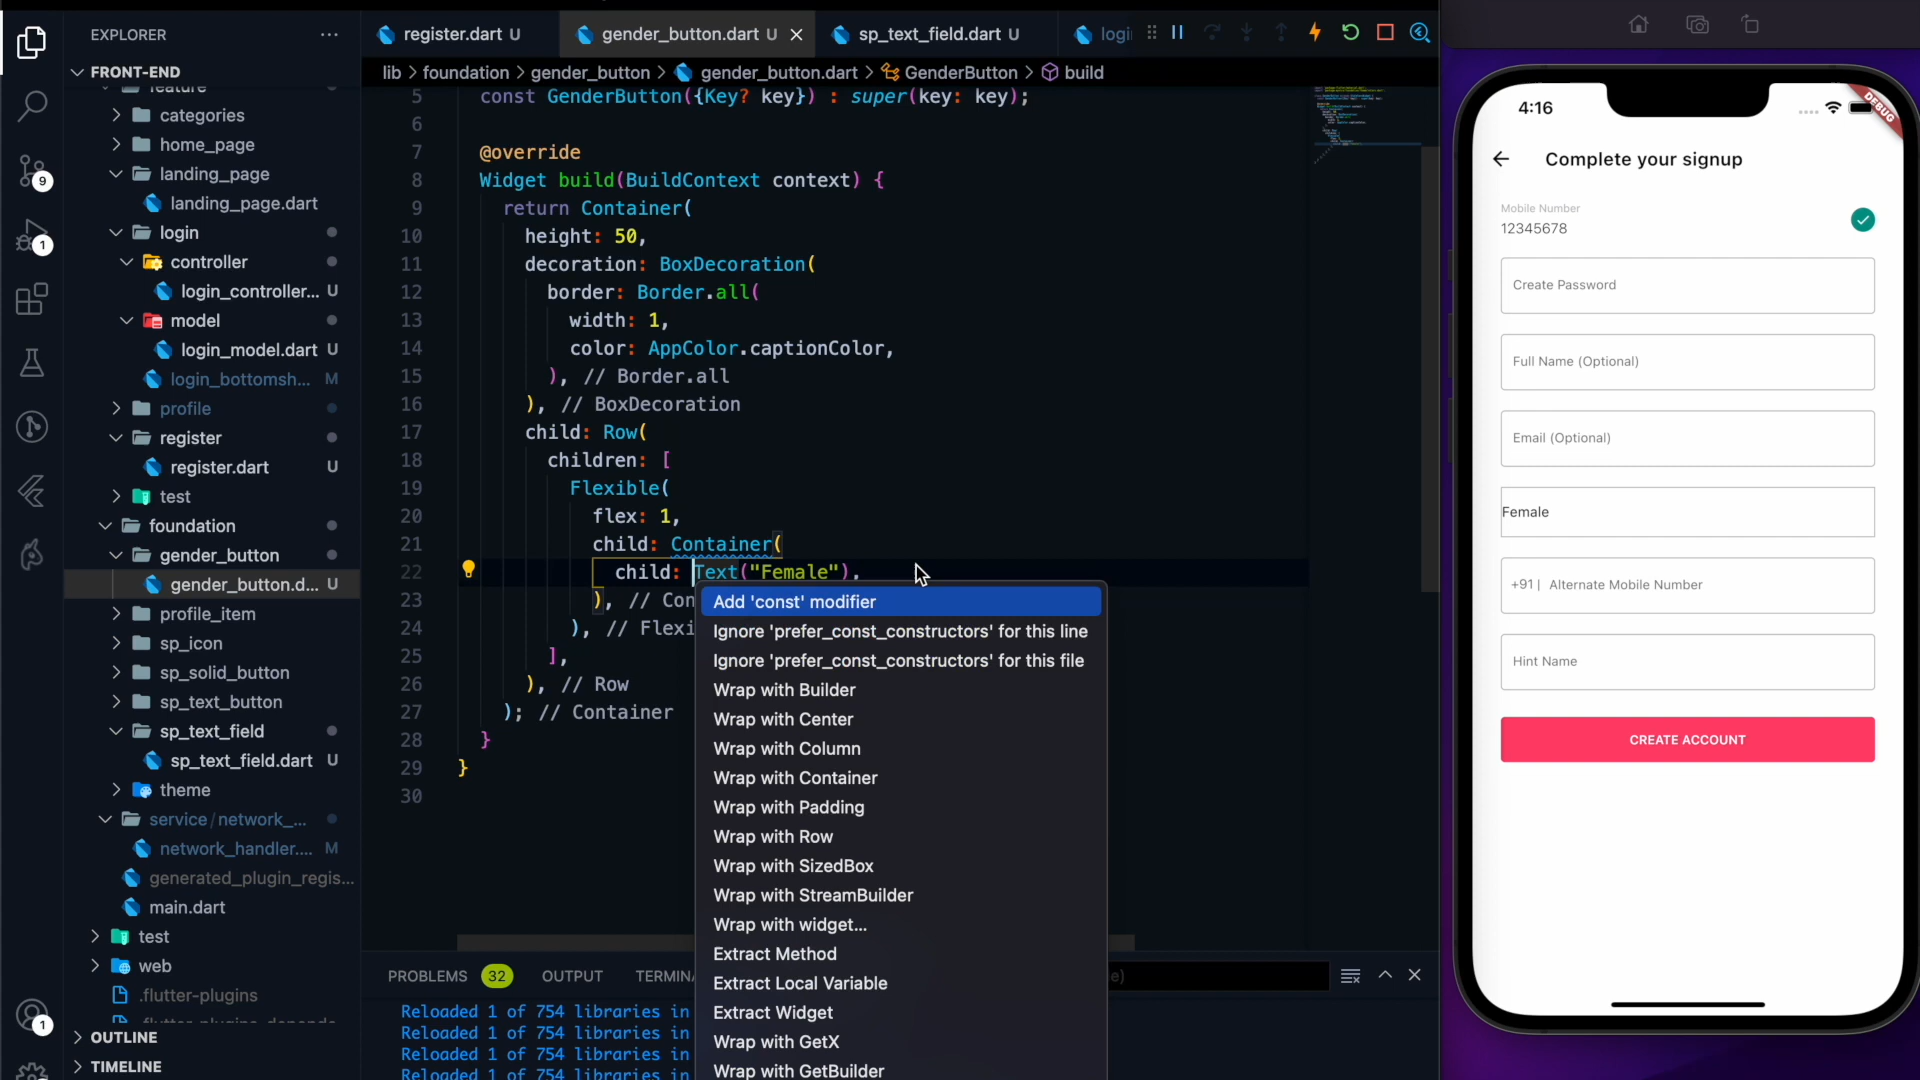 EXPLORER
FRONT-END
feature
categories
home_page
landing_page
landing_page.dart
login
controller
login_controller... U
model
login_model.dart U
login_bottomsh... M
profile
register
register.dart U
test
foundation
gender_button
gender_button.d... U
profile_item
sp_icon
sp_solid_button
sp_text_button
sp_text_field
sp_text_field.dart U
theme
service/network_...
network_handler.... M
generated_plugin_regis...
main.dart
test
web
.flutter-plugins
OUTLINE
TIMELINE
9
1
1
register.dart U
gender_button.dart U
sp_text_field.dart U
logi
lib > foundation > gender_button > gender_button.dart > GenderButton > build
5 const GenderButton({Key? key}) : super(key: key);
6
7 @override
8 Widget build(BuildContext context) {
9 return Container(
10 height: 50,
11 decoration: BoxDecoration(
12 border: Border.all(
13 width: 1,
14 color: AppColor.captionColor,
15 ), // Border.all
16 ), // BoxDecoration
17 child: Row(
18 children: [
19 Flexible(
20 flex: 1,
21 child: Container(
22 child: Text("Female"),
23 ), // Con
24 ), // Flexi
25 ],
26 ), // Row
27 ); // Container
28 }
29 }
30
Add 'const' modifier
Ignore 'prefer_const_constructors' for this line
Ignore 'prefer_const_constructors' for this file
Wrap with Builder
Wrap with Center
Wrap with Column
Wrap with Container
Wrap with Padding
Wrap with Row
Wrap with SizedBox
Wrap with StreamBuilder
Wrap with widget...
Extract Method
Extract Local Variable
Extract Widget
Wrap with GetX
Wrap with GetBuilder
PROBLEMS 32 OUTPUT TERMINA
e)
Reloaded 1 of 754 libraries in
Reloaded 1 of 754 libraries in
Reloaded 1 of 754 libraries in
Reloaded 1 of 754 libraries in
4:16
DEBUG
Complete your signup
Mobile Number
12345678
Create Password
Full Name (Optional)
Email (Optional)
Female
+91 | Alternate Mobile Number
Hint Name
CREATE ACCOUNT